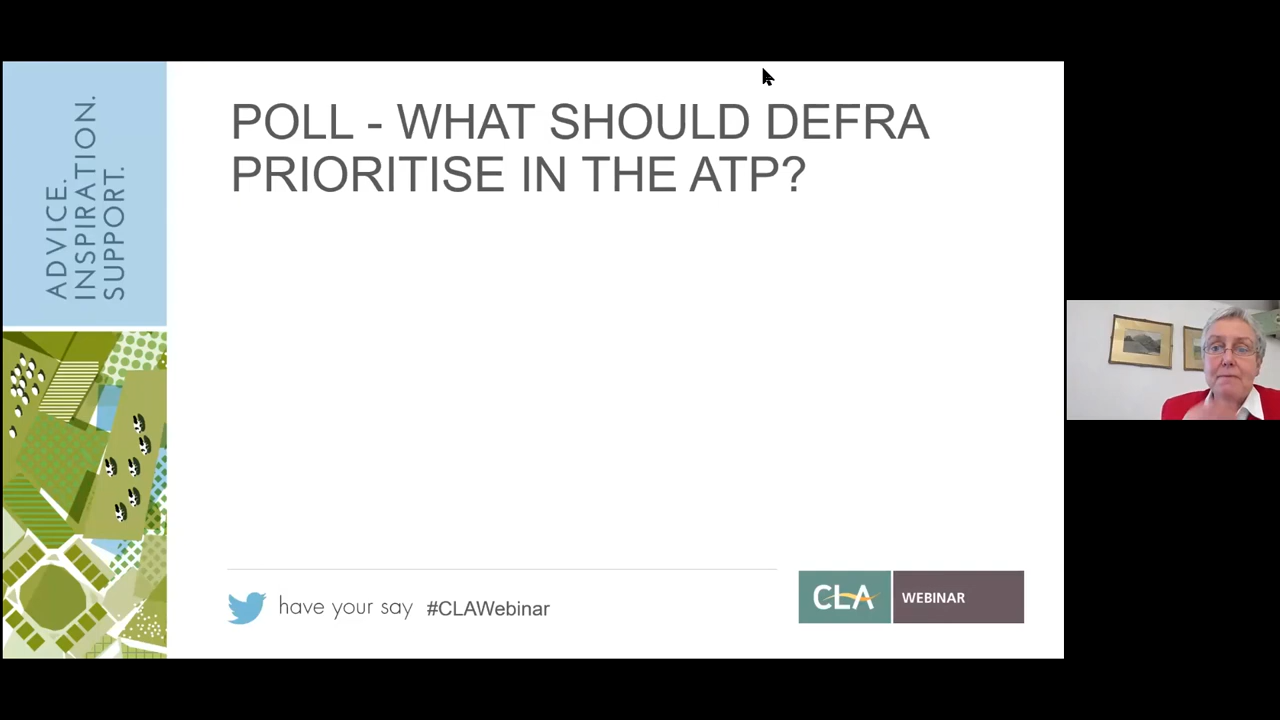 ADVICE.
INSPIRATION.
SUPPORT.
POLL - WHAT SHOULD DEFRA
PRIORITISE IN THE ATP?
have your say #CLAWebinar
CLA WEBINAR